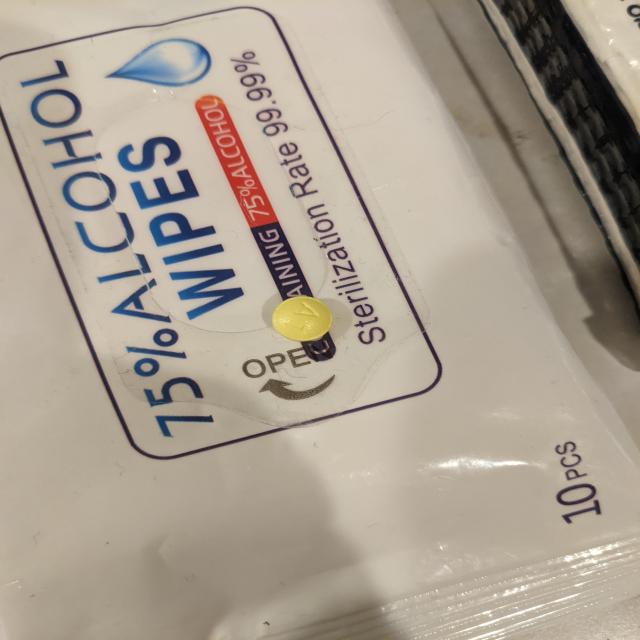 75%ALCOHOL
WIPES
AINING 75%ALCOHOL
Sterilization Rate 99.99%
OPE
10PCS